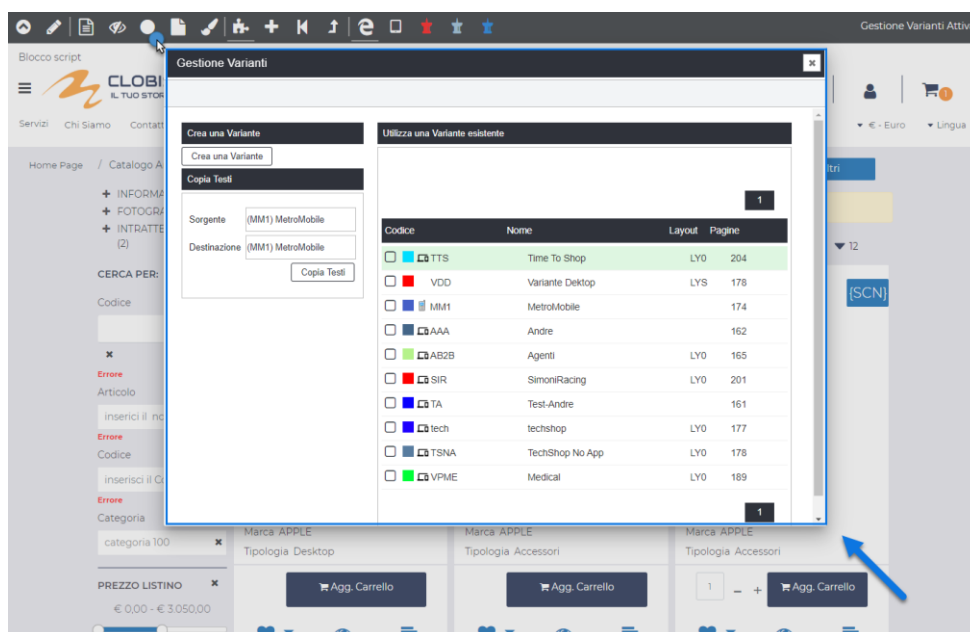 Gestione Varianti Attiv
Blocco script
CLOBI
IL TUO STOR
1
Servizi Chi Siamo Contatt
€ - Euro Lingua
Home Page / Catalogo A
ltri
+ INFORMA
+ FOTOGRA
+ INTRATTE
(2)
12
CERCA PER:
{SCN}
Codice
Errore
Articolo
inserici il no
Errore
Codice
inserisci il Co
Errore
Categoria
categoria 100
PREZZO LISTINO
€ 0,00 - € 3.050,00
Gestione Varianti
Crea una Variante
Crea una Variante
Copia Testi
Sorgente (MM1) MetroMobile
Destinazione (MM1) MetroMobile
Copia Testi
Utilizza una Variante esistente
1
Codice Nome Layout Pagine
TTS Time To Shop LY0 204
VDD Variante Dektop LYS 178
MM1 MetroMobile 174
AAA Andre 162
AB2B Agenti LY0 165
SIR SimoniRacing LY0 201
TA Test-Andre 161
tech techshop LY0 177
TSNA TechShop No App LY0 178
VPME Medical LY0 189
1
Marca APPLE Marca APPLE Marca APPLE
Tipologia Desktop Tipologia Accessori Tipologia Accessori
Agg. Carrello Agg. Carrello 1 - + Agg. Carrello